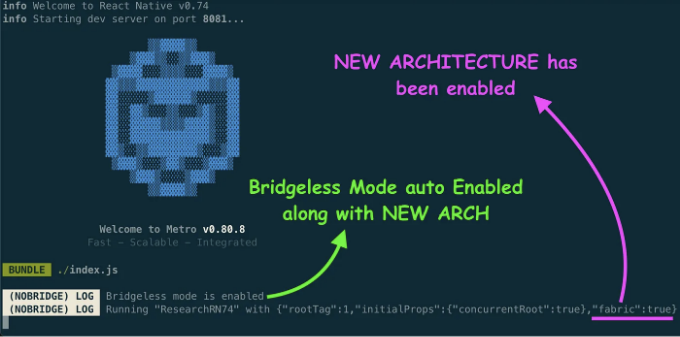 info Welcome to React Native v0.74
info Starting dev server on port 8081...
NEW ARCHITECTURE has
been enabled
Bridgeless Mode auto Enabled
along with NEW ARCH
Welcome to Metro v0.80.8
Fast - Scalable - Integrated
BUNDLE ./index.js
(NOBRIDGE) LOG Bridgeless mode is enabled
(NOBRIDGE) LOG Running "ResearchRN74" with {"rootTag":1,"initialProps":{"concurrentRoot":true},"fabric":true}